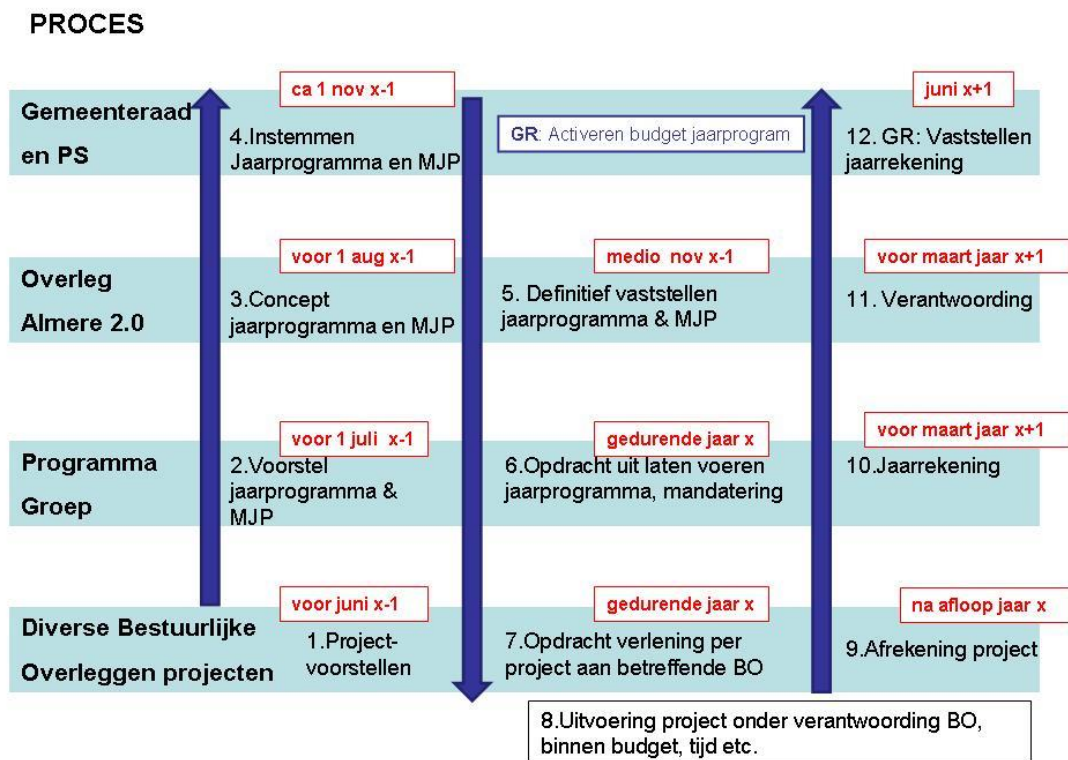 PROCES
Gemeenteraad
en PS
ca 1 nov x-1
4.Instemmen
Jaarprogramma en MJP
GR: Activeren budget jaarprogram
juni x+1
12. GR: Vaststellen
jaarrekening
Overleg
Almere 2.0
voor 1 aug x-1
3.Concept
jaarprogramma en MJP
medio nov x-1
5. Definitief vaststellen
jaarprogramma & MJP
voor maart jaar x+1
11. Verantwoording
Programma
Groep
voor 1 juli x-1
2.Voorstel
jaarprogramma &
MJP
gedurende jaar x
6.Opdracht uit laten voeren
jaarprogramma, mandatering
voor maart jaar x+1
10.Jaarrekening
Diverse Bestuurlijke
Overleggen projecten
voor juni x-1
1.Project-
voorstellen
gedurende jaar x
7.Opdracht verlening per
project aan betreffende BO
na afloop jaar x
9.Afrekening project
8.Uitvoering project onder verantwoording BO,
binnen budget, tijd etc.